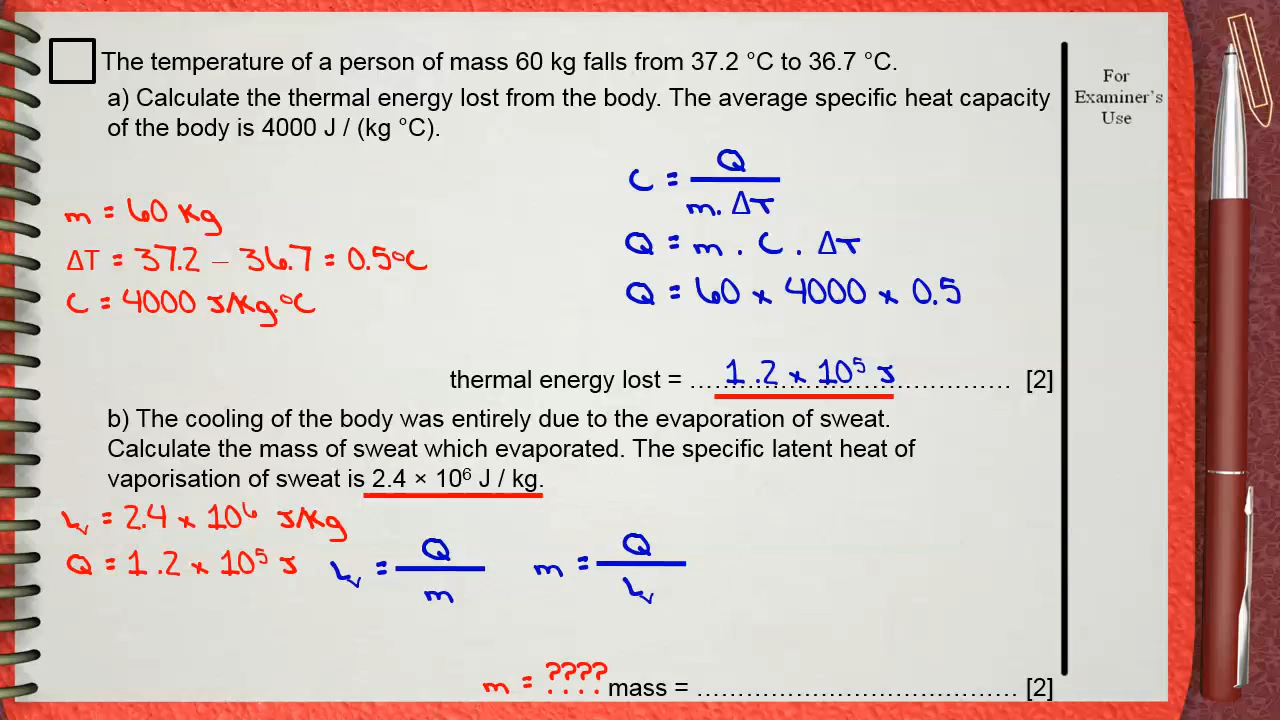 The temperature of a person of mass 60 kg falls from 37.2 °C to 36.7 °C.
a) Calculate the thermal energy lost from the body. The average specific heat capacity
of the body is 4000 J / (kg °C).
For
Examiner's
Use
m = 60 Kg
ΔT = 37.2 – 36.7 = 0.5°C
C = 4000 J/Kg.°C
C = Q / m. ΔT
Q = m . C . ΔT
Q = 60 × 4000 × 0.5
thermal energy lost = ... 1.2 × 10⁵ J ... [2]
b) The cooling of the body was entirely due to the evaporation of sweat.
Calculate the mass of sweat which evaporated. The specific latent heat of
vaporisation of sweat is 2.4 × 10⁶ J / kg.
Lv = 2.4 × 10⁶ J/Kg
Q = 1.2 × 10⁵ J
Lv = Q / m
m = Q / Lv
m = ????
mass = ....................................... [2]